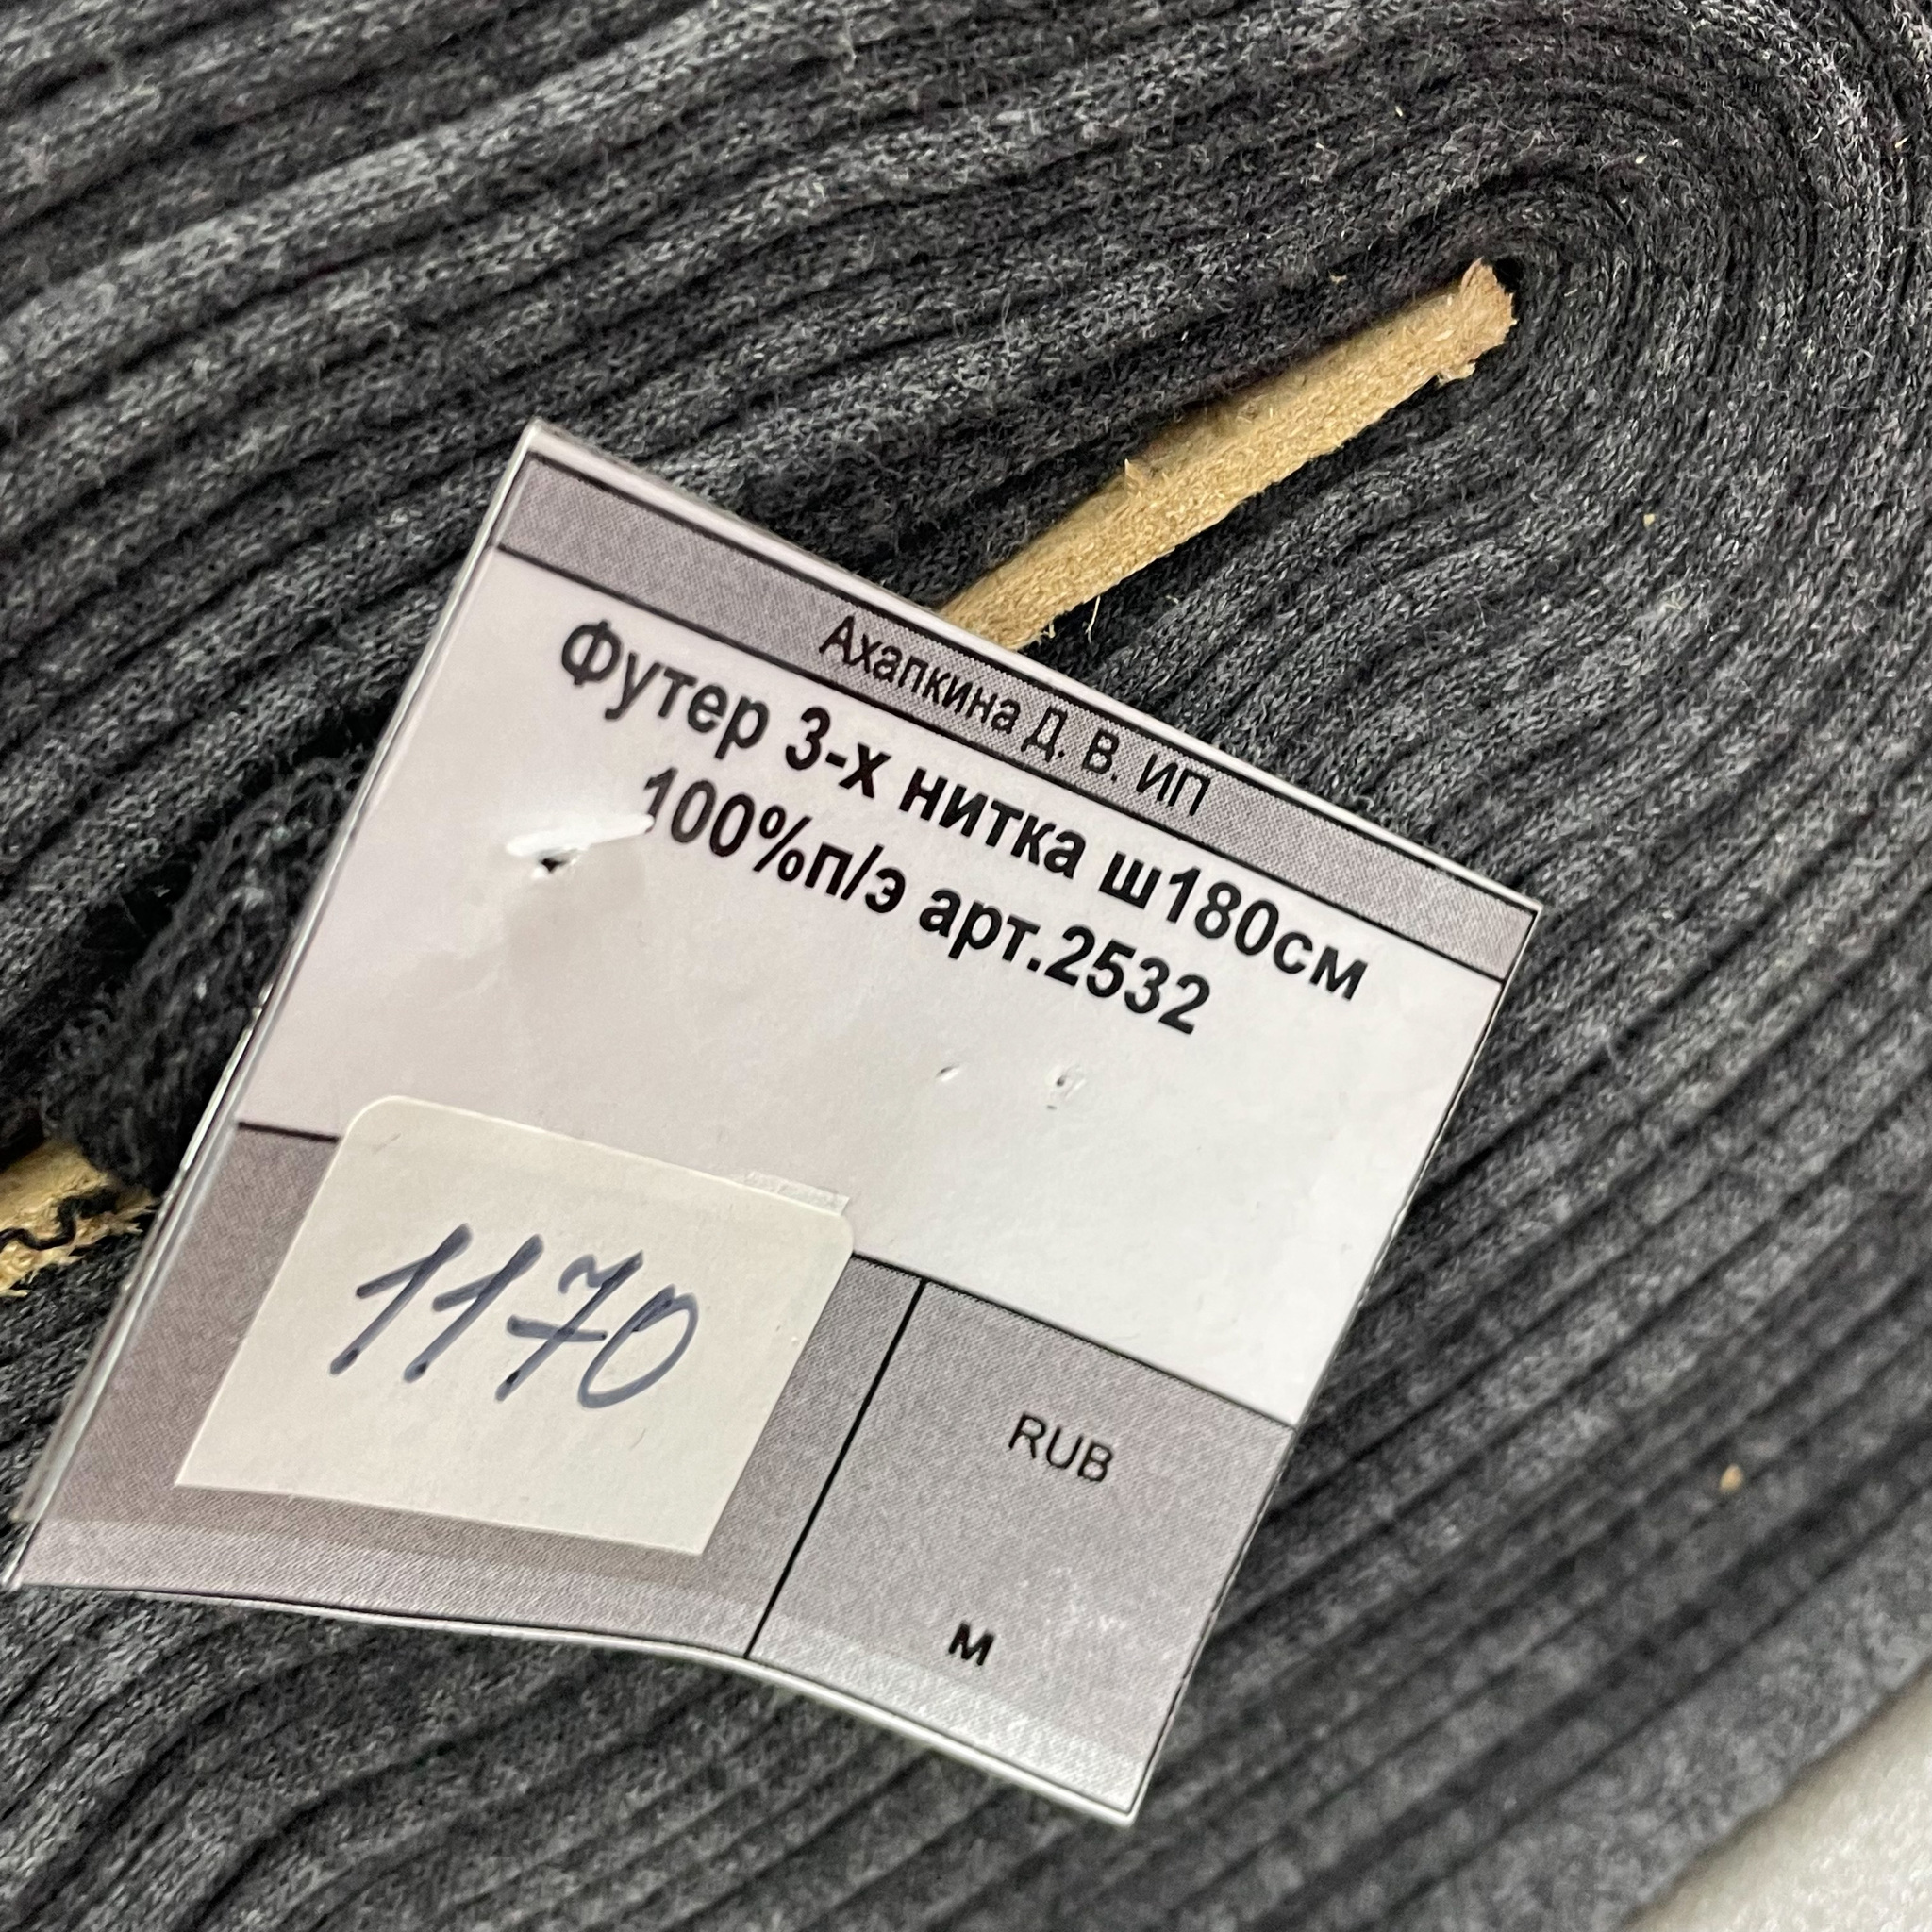 Ахапкина Д. В. ИП
Футер 3-х нитка ш180см
100%п/э арт.2532
1170
RUB
м